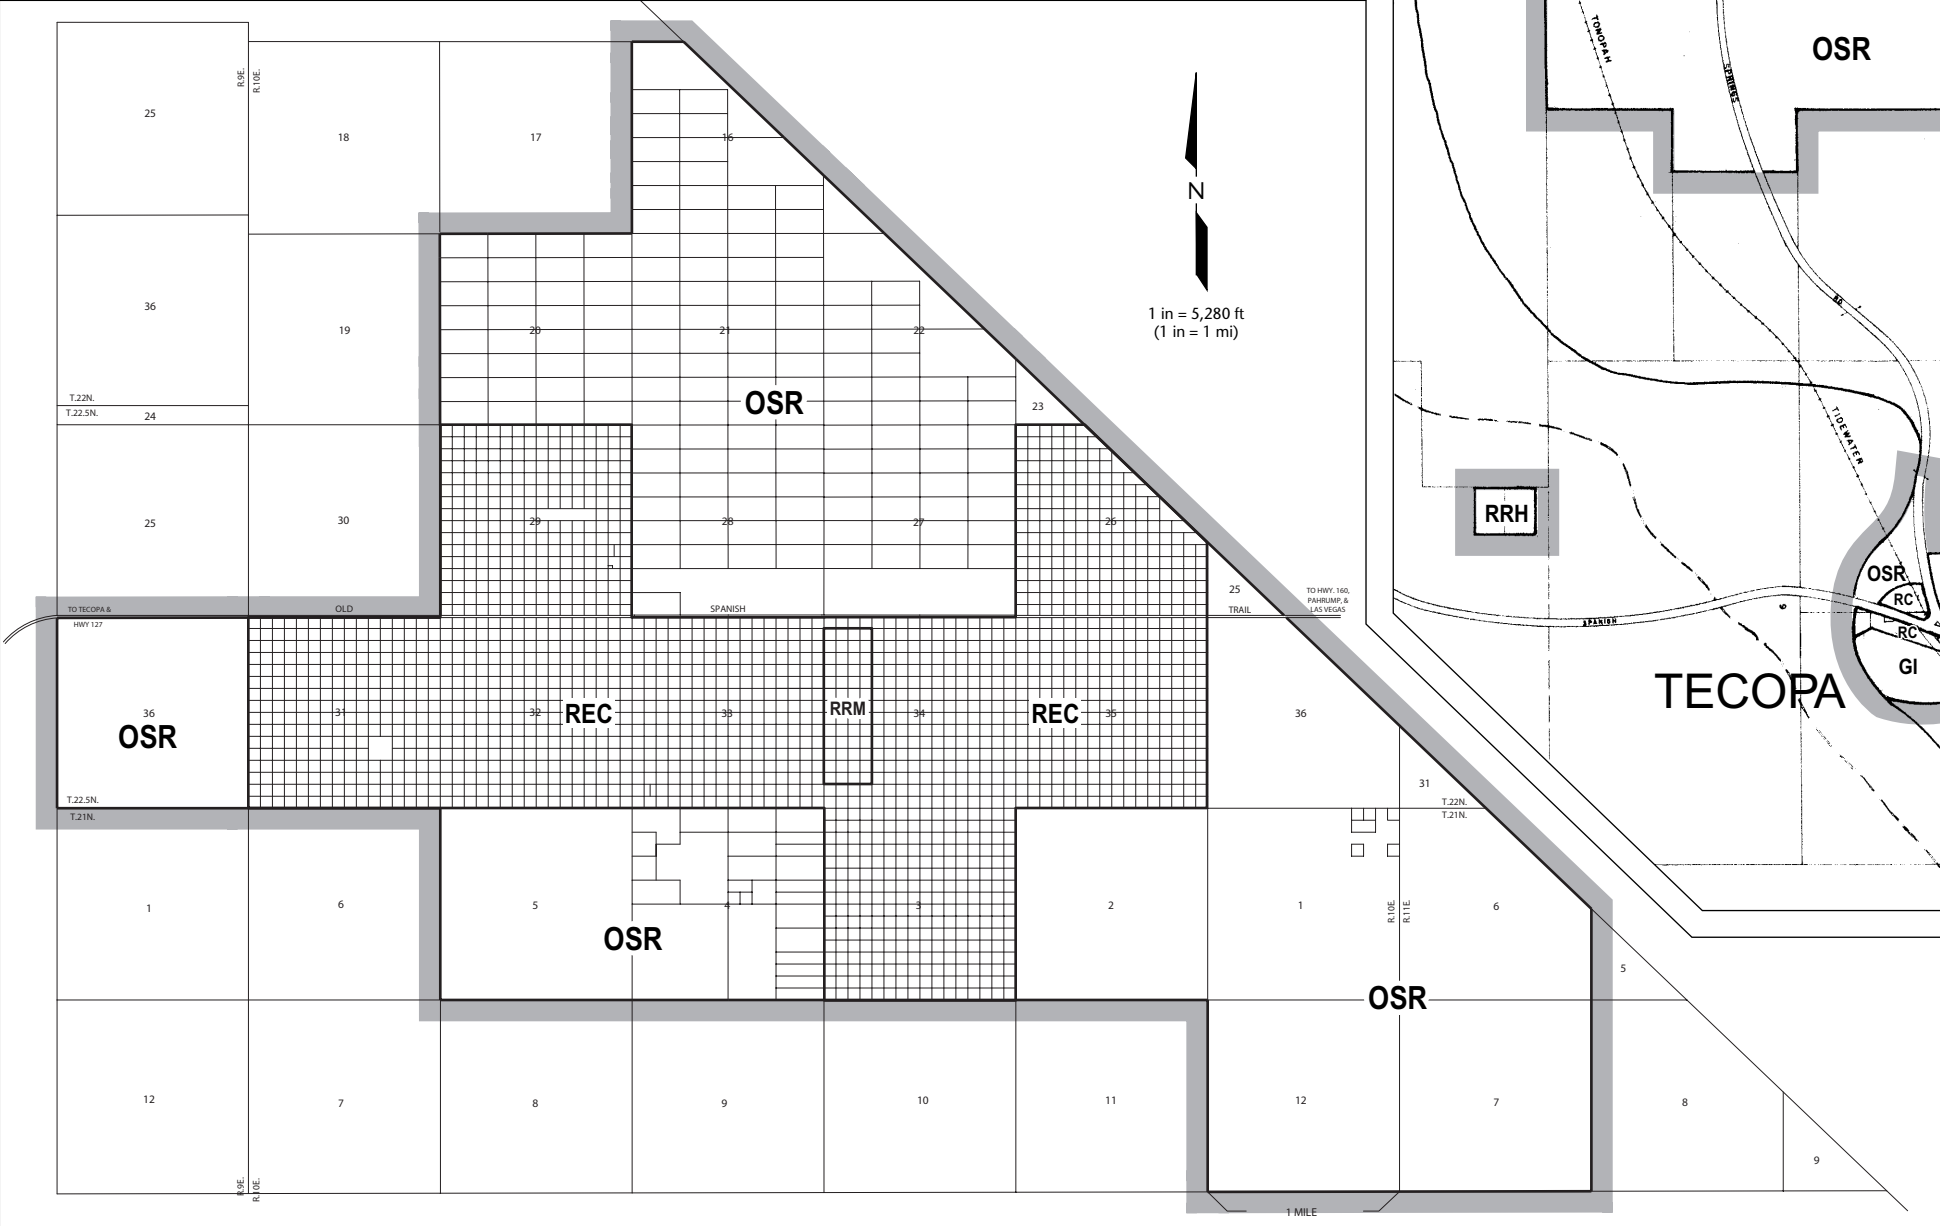 25
R.9E.
R.10E.
18
17
16
N
1 in = 5,280 ft
(1 in = 1 mi)
36
19
20
21
22
OSR
23
T.22N.
T.22.5N.
24
25
30
29
28
27
26
25
TO TECOPA &
HWY 127
OLD
SPANISH
TRAIL
TO HWY. 160,
PAHRUMP, &
LAS VEGAS
36
OSR
31
32
REC
33
RRM
34
REC
35
36
31
T.22.5N.
T.21N.
T.22N.
T.21N.
1
6
5
4
3
2
1
R.10E.
R.11E.
6
OSR
OSR
5
12
7
8
9
10
11
12
7
8
9
R.9E.
R.10E.
1 MILE
TONOPAH
SPRINGS
OSR
RD
TIDEWATER
RRH
OSR
RC
RC
GI
SPANISH
6
TECOPA